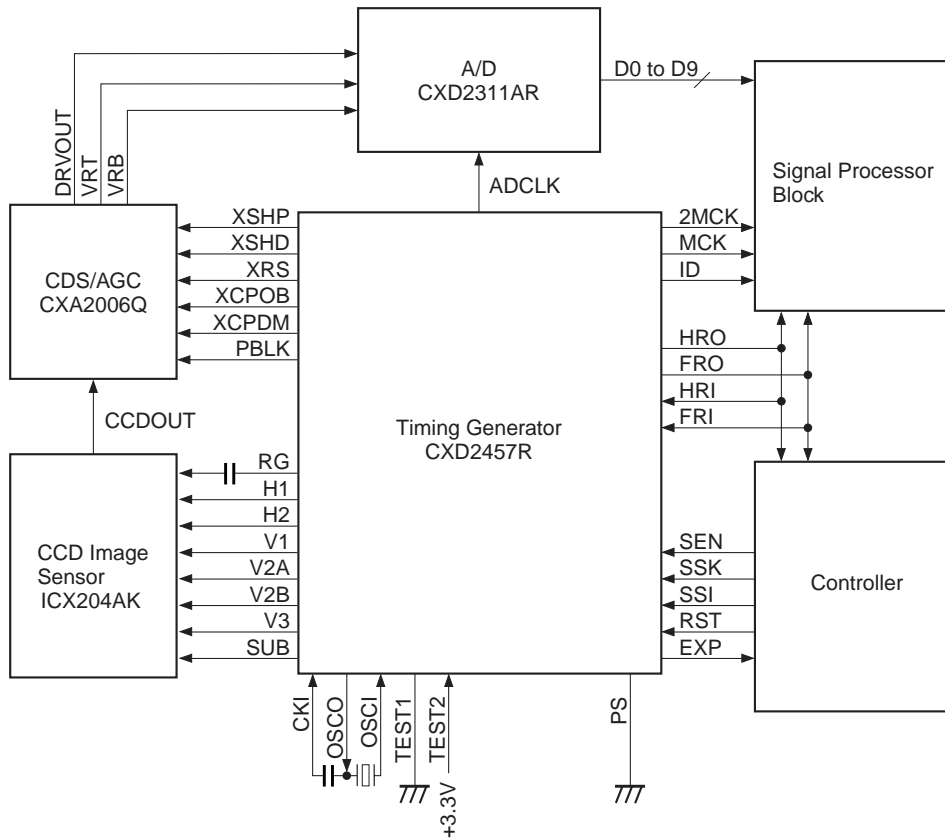 A/D
CXD2311AR
D0 to D9
DRVOUT
VRT
VRB
ADCLK
Signal Processor
Block
CDS/AGC
CXA2006Q
XSHP
XSHD
XRS
XCPOB
XCPDM
PBLK
2MCK
MCK
ID
HRO
FRO
HRI
FRI
CCDOUT
Timing Generator
CXD2457R
CCD Image
Sensor
ICX204AK
RG
H1
H2
V1
V2A
V2B
V3
SUB
SEN
SSK
SSI
RST
EXP
Controller
CKI
OSCO
OSCI
TEST1
TEST2
PS
+3.3V